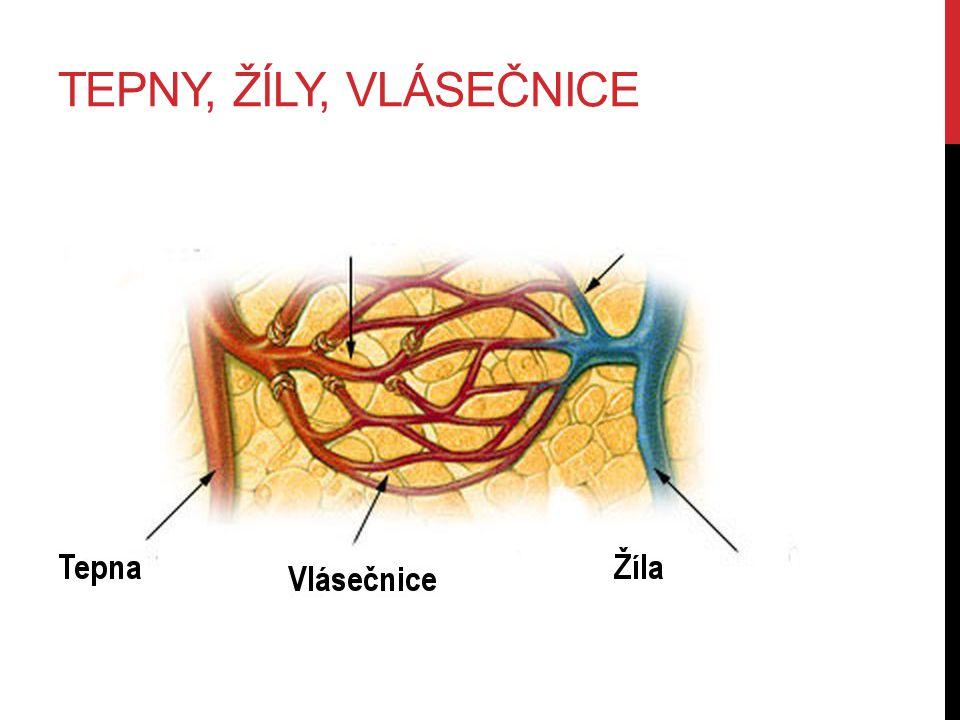 TEPNY, ŽÍLY, VLÁSEČNICE
Tepna
Vlásečnice
Žíla